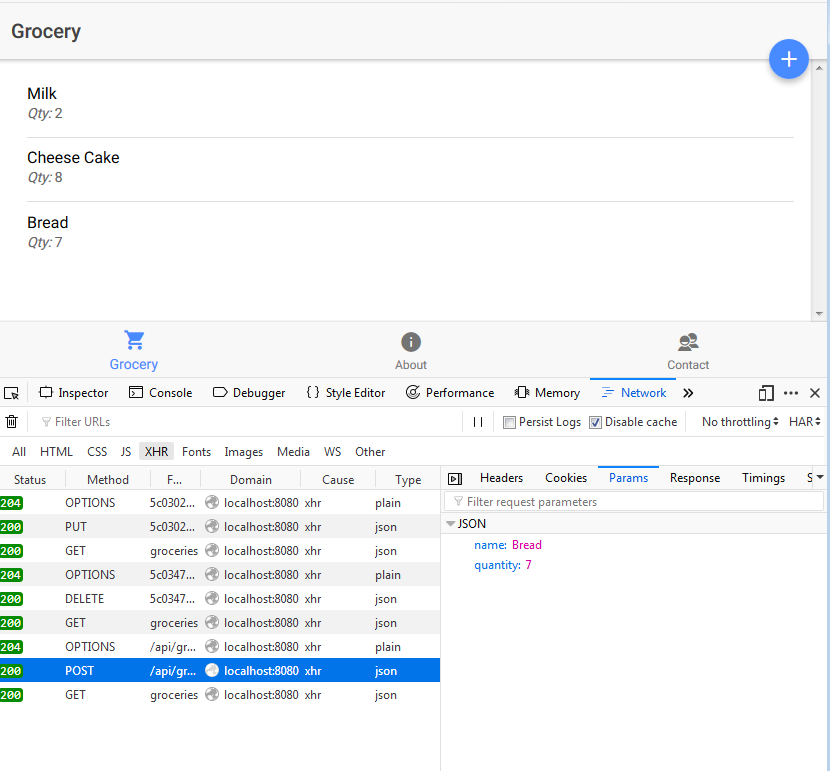 Grocery
Milk
Qty: 2
Cheese Cake
Qty: 8
Bread
Qty: 7
Grocery About Contact
Inspector Console Debugger { } Style Editor Performance Memory Network
Filter URLs Persist Logs Disable cache No throttling HAR
All HTML CSS JS XHR Fonts Images Media WS Other
Status Method F... Domain Cause Type
204 OPTIONS 5c0302... localhost:8080 xhr plain
200 PUT 5c0302... localhost:8080 xhr json
200 GET groceries localhost:8080 xhr json
204 OPTIONS 5c0347... localhost:8080 xhr plain
200 DELETE 5c0347... localhost:8080 xhr json
200 GET groceries localhost:8080 xhr json
204 OPTIONS /api/gr... localhost:8080 xhr plain
200 POST /api/gr... localhost:8080 xhr json
200 GET groceries localhost:8080 xhr json
Headers Cookies Params Response Timings S
Filter request parameters
JSON
name: Bread
quantity: 7